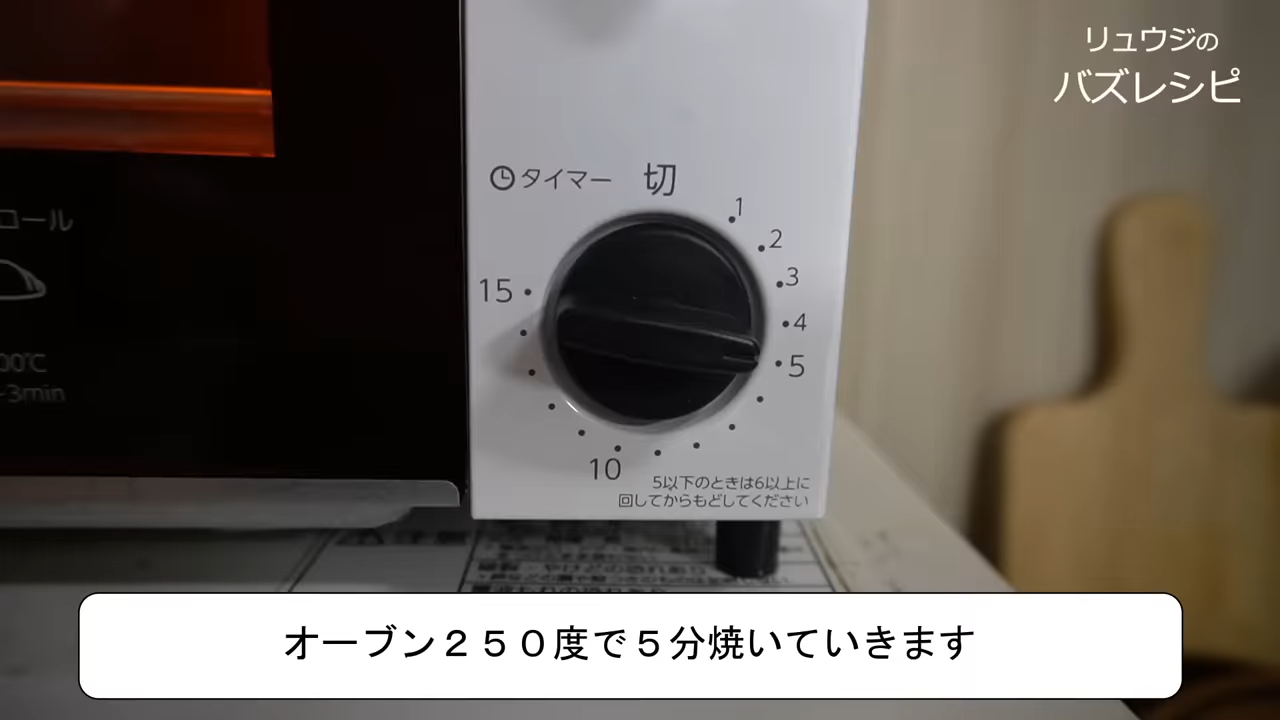 リュウジの
バズレシピ
タイマー 切
1
2
3
4
5
10
15
5以下のときは6以上に
回してからもどしてください
ロール
00℃
~3min
オーブン２５０度で５分焼いていきます